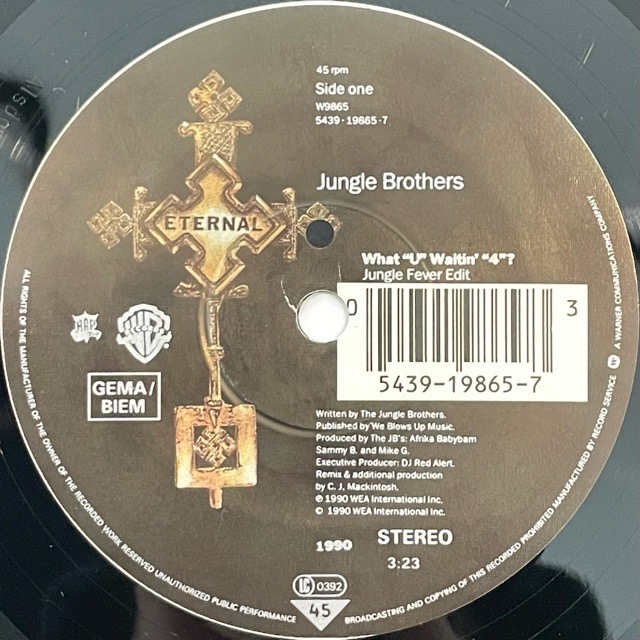 45 rpm
Side one
W9865
5439·19865·7
Jungle Brothers
ETERNAL
What “U” Waitin’ “4”?
Jungle Fever Edit
0 3
5439-19865-7
GEMA/
BIEM
Written by The Jungle Brothers.
Published by We Blows Up Music.
Produced by The JB's: Afrika Babybam
Sammy B. and Mike G.
Executive Producer: DJ Red Alert.
Remix & additional production
by C. J. Mackintosh.
℗ 1990 WEA International Inc.
© 1990 WEA International Inc.
1990 STEREO
3:23
LC 0392
45
ALL RIGHTS OF THE MANUFACTURER OF THE OWNER OF THE RECORDED WORK RESERVED UNAUTHORIZED PUBLIC PERFORMANCE BROADCASTING AND COPYING OF THIS RECORDED PROHIBITED MANUFACTURED BY RECORD SERVICE A WARNER COMMUNICATIONS COMPANY